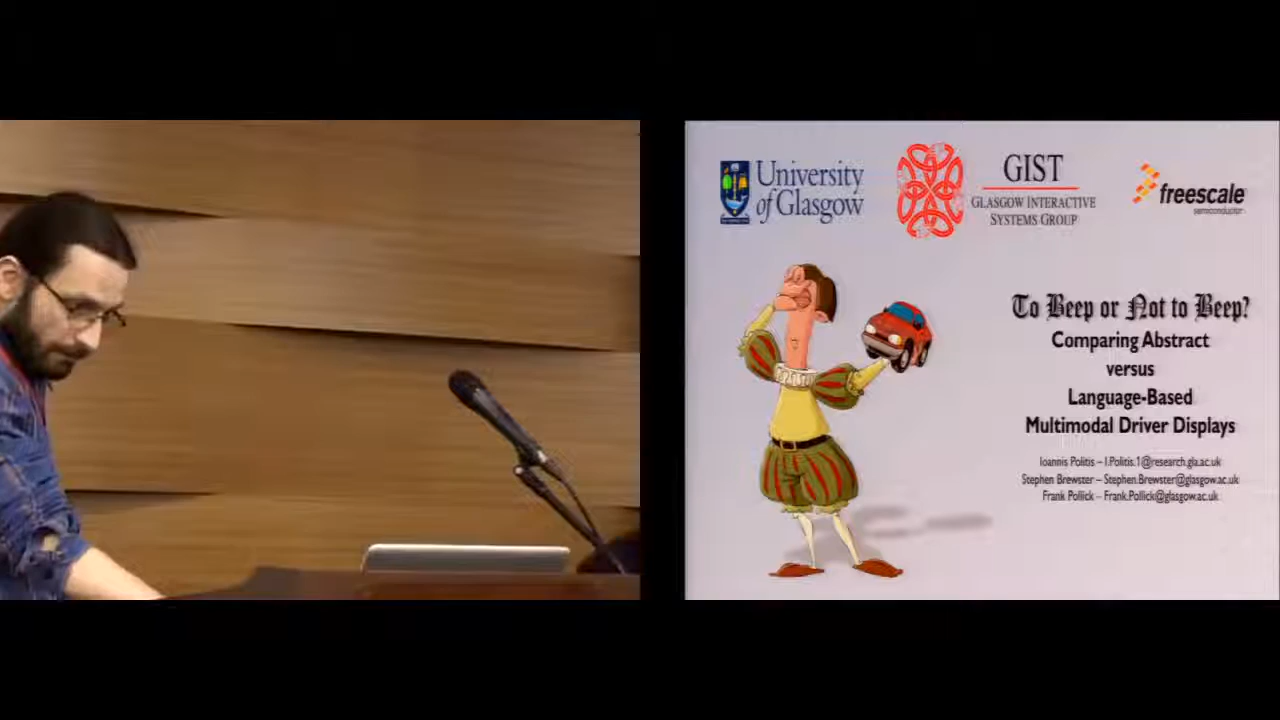 University
of Glasgow
GIST
GLASGOW INTERACTIVE
SYSTEMS GROUP
freescale
semiconductor
To Beep or Not to Beep?
Comparing Abstract
versus
Language-Based
Multimodal Driver Displays
Ioannis Politis – I.Politis.1@research.gla.ac.uk
Stephen Brewster – Stephen.Brewster@glasgow.ac.uk
Frank Pollick – Frank.Pollick@glasgow.ac.uk